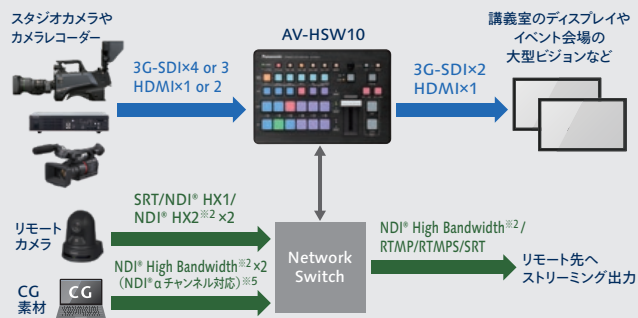 スタジオカメラや
カメラレコーダー
AV-HSW10
講義室のディスプレイや
イベント会場の
大型ビジョンなど
3G-SDI×4 or 3
HDMI×1 or 2
3G-SDI×2
HDMI×1
リモート
カメラ
SRT/NDI® HX1/
NDI® HX2※2 ×2
Network
Switch
NDI® High Bandwidth※2/
RTMP/RTMPS/SRT
リモート先へ
ストリーミング出力
CG
素材
CG
NDI® High Bandwidth※2×2
(NDI®αチャンネル対応)※5